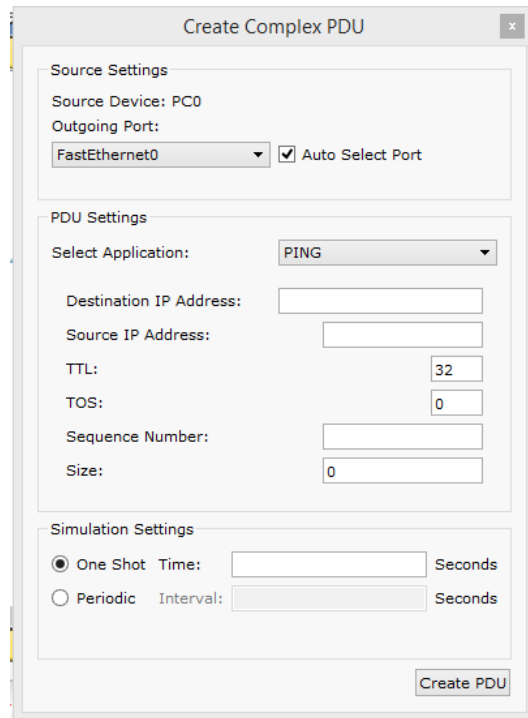 Create Complex PDU
x
Source Settings
Source Device: PC0
Outgoing Port:
FastEthernet0 Auto Select Port
PDU Settings
Select Application: PING
Destination IP Address:
Source IP Address:
TTL: 32
TOS: 0
Sequence Number:
Size: 0
Simulation Settings
One Shot Time: Seconds
Periodic Interval: Seconds
Create PDU